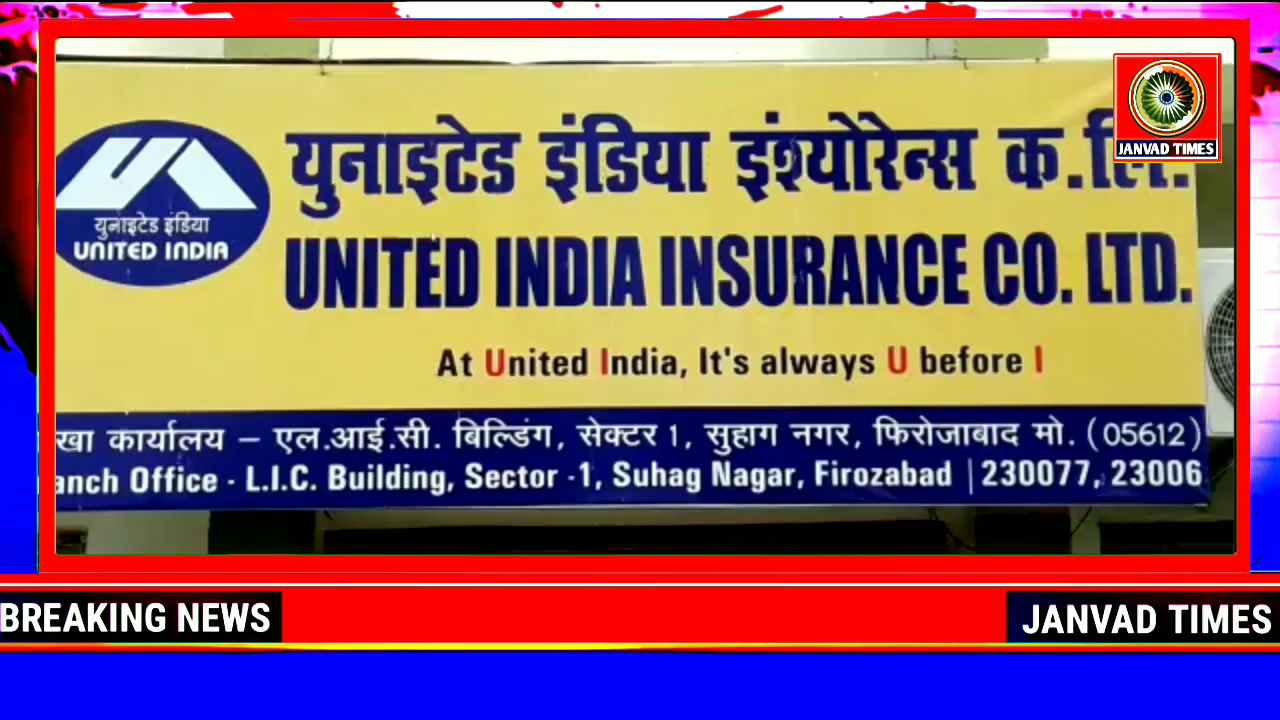 JANVAD TIMES
युनाइटेड इंडिया इंश्योरेन्स क.लि.
युनाइटेड इंडिया
UNITED INDIA
UNITED INDIA INSURANCE CO. LTD.
At United India, It's always U before I
खा कार्यालय – एल.आई.सी. बिल्डिंग, सेक्टर 1, सुहाग नगर, फिरोजाबाद मो. (05612)
anch Office - L.I.C. Building, Sector -1, Suhag Nagar, Firozabad | 230077, 23006
BREAKING NEWS
JANVAD TIMES